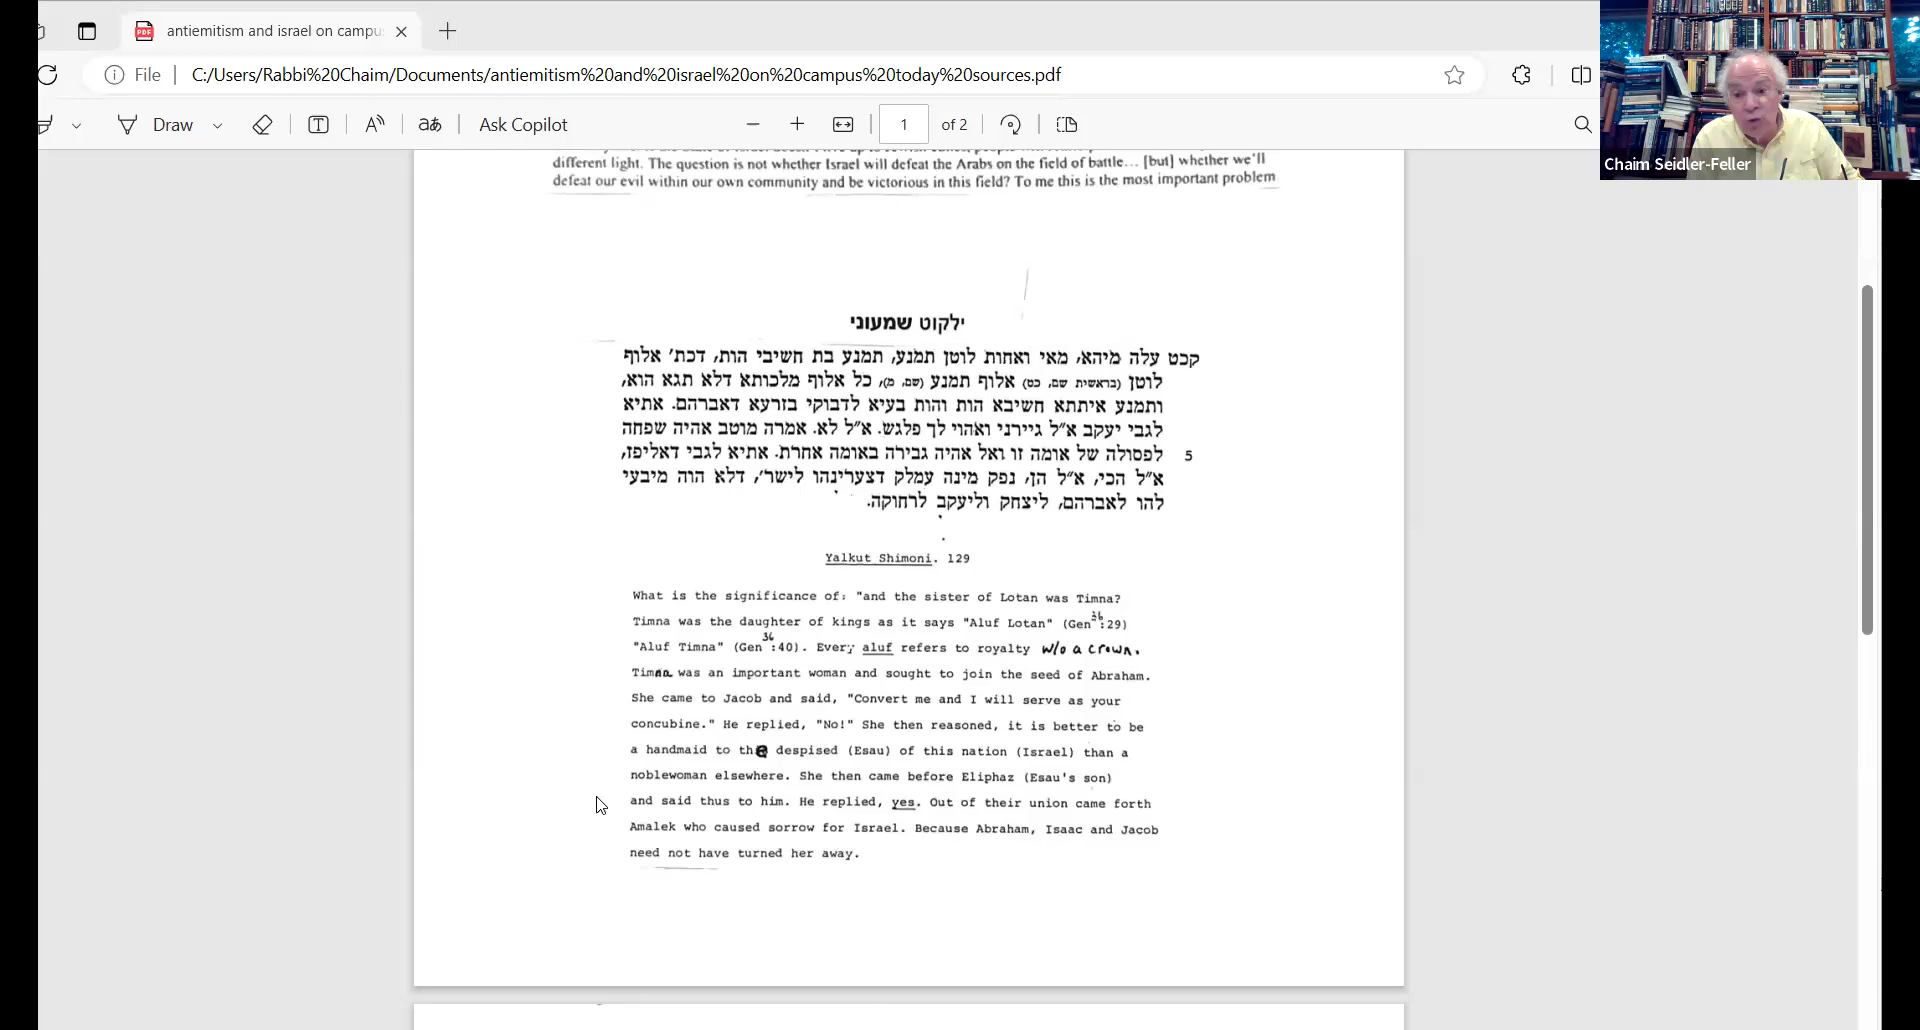 antiemitism and israel on campu
File
C:/Users/Rabbi%20Chaim/Documents/antiemitism%20and%20israel%20on%20campus%20today%20sources.pdf
Draw
aあ
Ask Copilot
1 of 2
Chaim Seidler-Feller
different light. The question is not whether Israel will defeat the Arabs on the field of battle... [but] whether we'll
defeat our evil within our own community and be victorious in this field? To me this is the most important problem
ילקוט שמעוני
קכט עלה מיהא, מאי ואחות לוטן תמנע, תמנע בת חשיבי הות, דכת' אלוף
לוטן (בראשית שם, כט) אלוף תמנע (שם, מ), כל אלוף מלכותא דלא תגא הוא,
ותמנע איתתא חשיבא הות והות בעיא לדבוקי בזרעא דאברהם. אתיא
לגבי יעקב א"ל גיירני ואהוי לך פלגש. א"ל לא. אמרה מוטב אהיה שפחה
לפסולה של אומה זו ואל אהיה גבירה באומה אחרת. אתיא לגבי דאליפז, 5
א"ל הכי, א"ל הן, נפק מינה עמלק דצערינהו לישר', דלא הוה מיבעי
להו לאברהם, ליצחק וליעקב לרחוקה.
Yalkut Shimoni. 129
What is the significance of: "and the sister of Lotan was Timna?
Timna was the daughter of kings as it says "Aluf Lotan" (Gen 36:29)
"Aluf Timna" (Gen 36:40). Every aluf refers to royalty w/o a crown.
Timna was an important woman and sought to join the seed of Abraham.
She came to Jacob and said, "Convert me and I will serve as your
concubine." He replied, "No!" She then reasoned, it is better to be
a handmaid to the despised (Esau) of this nation (Israel) than a
noblewoman elsewhere. She then came before Eliphaz (Esau's son)
and said thus to him. He replied, yes. Out of their union came forth
Amalek who caused sorrow for Israel. Because Abraham, Isaac and Jacob
need not have turned her away.